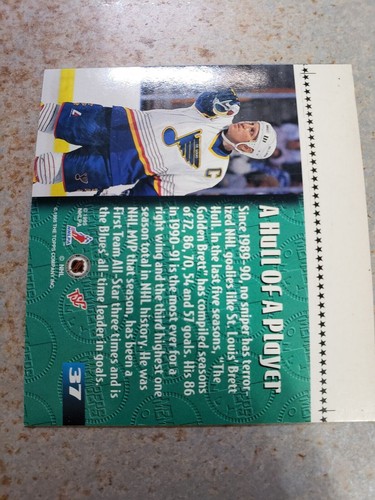 A Hull Of A Player
Since 1989-90, no sniper has terror-
ized NHL goalies like St. Louis' Brett
Hull. In the last five seasons, "The
Golden Brett" has compiled seasons
of 72, 86, 70, 54 and 57 goals. His 86
in 1990-91 is the most ever for a
right wing and the third highest one
season total in NHL history. He was
NHL MVP that season, has been a
First Team All-Star three times and is
the Blues' all-time leader in goals.
C
© NHL
37